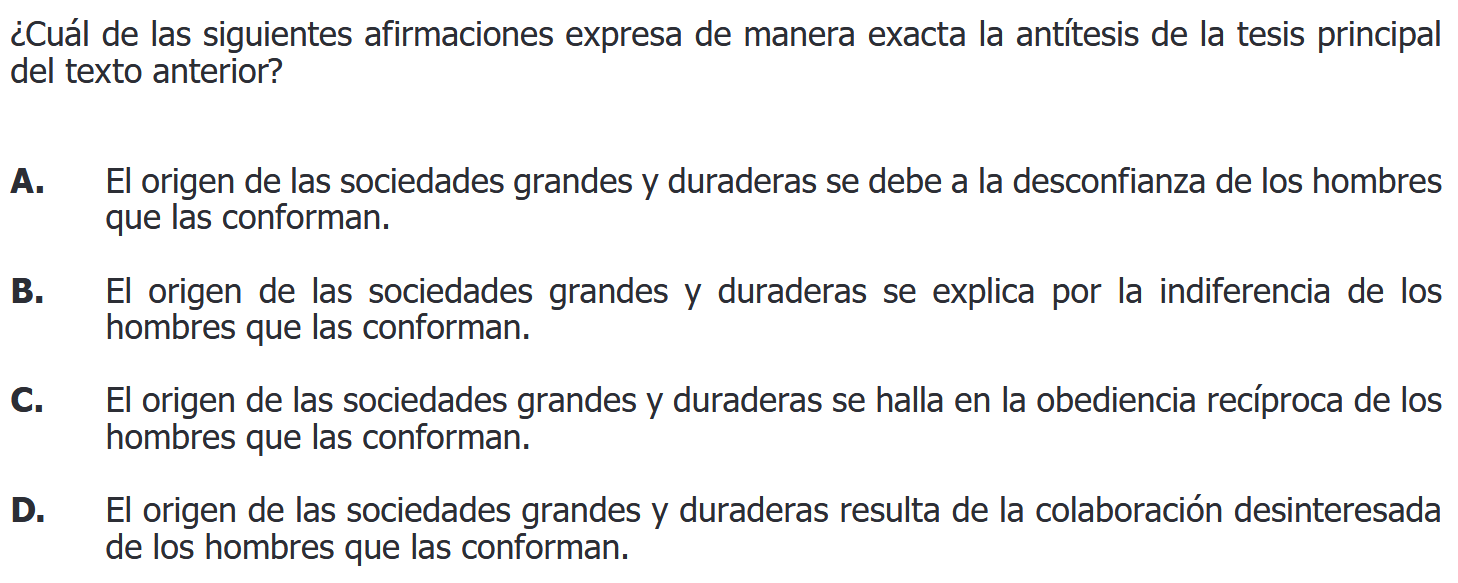 ¿Cuál de las siguientes afirmaciones expresa de manera exacta la antítesis de la tesis principal
del texto anterior?
A. El origen de las sociedades grandes y duraderas se debe a la desconfianza de los hombres
que las conforman.
B. El origen de las sociedades grandes y duraderas se explica por la indiferencia de los
hombres que las conforman.
C. El origen de las sociedades grandes y duraderas se halla en la obediencia recíproca de los
hombres que las conforman.
D. El origen de las sociedades grandes y duraderas resulta de la colaboración desinteresada
de los hombres que las conforman.